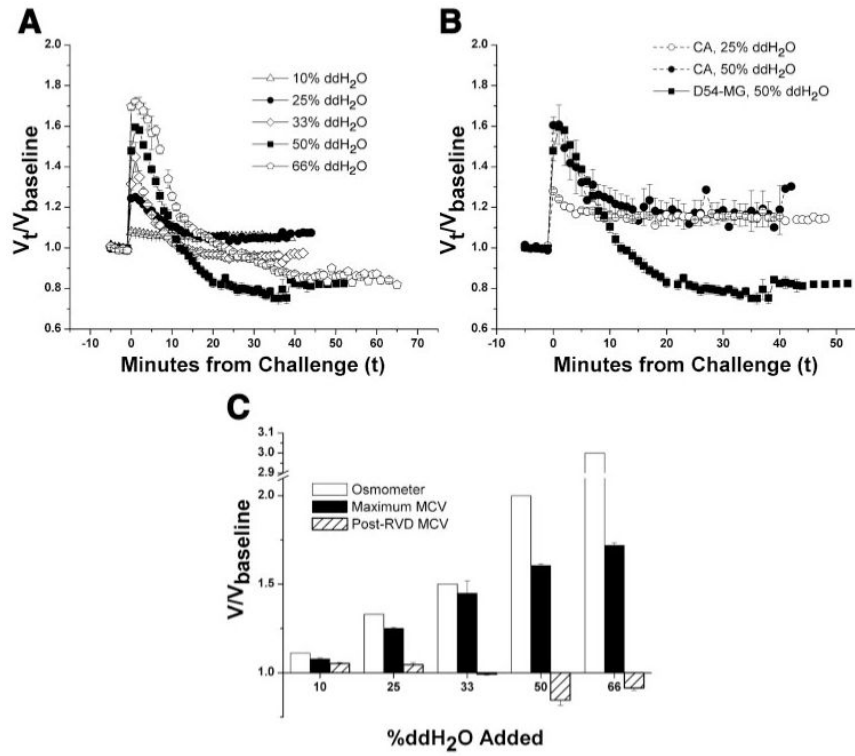 A
V_t/V_baseline
2.0
1.8
1.6
1.4
1.2
1.0
0.8
0.6
10% ddH₂O
25% ddH₂O
33% ddH₂O
50% ddH₂O
66% ddH₂O
-10 0 10 20 30 40 50 60 70
Minutes from Challenge (t)
B
V_t/V_baseline
2.0
1.8
1.6
1.4
1.2
1.0
0.8
0.6
CA, 25% ddH₂O
CA, 50% ddH₂O
D54-MG, 50% ddH₂O
-10 0 10 20 30 40 50
Minutes from Challenge (t)
C
V/V_baseline
3.1
3.0
2.9
2.0
1.5
1.0
Osmometer
Maximum MCV
Post-RVD MCV
10 25 33 50 66
%ddH₂O Added